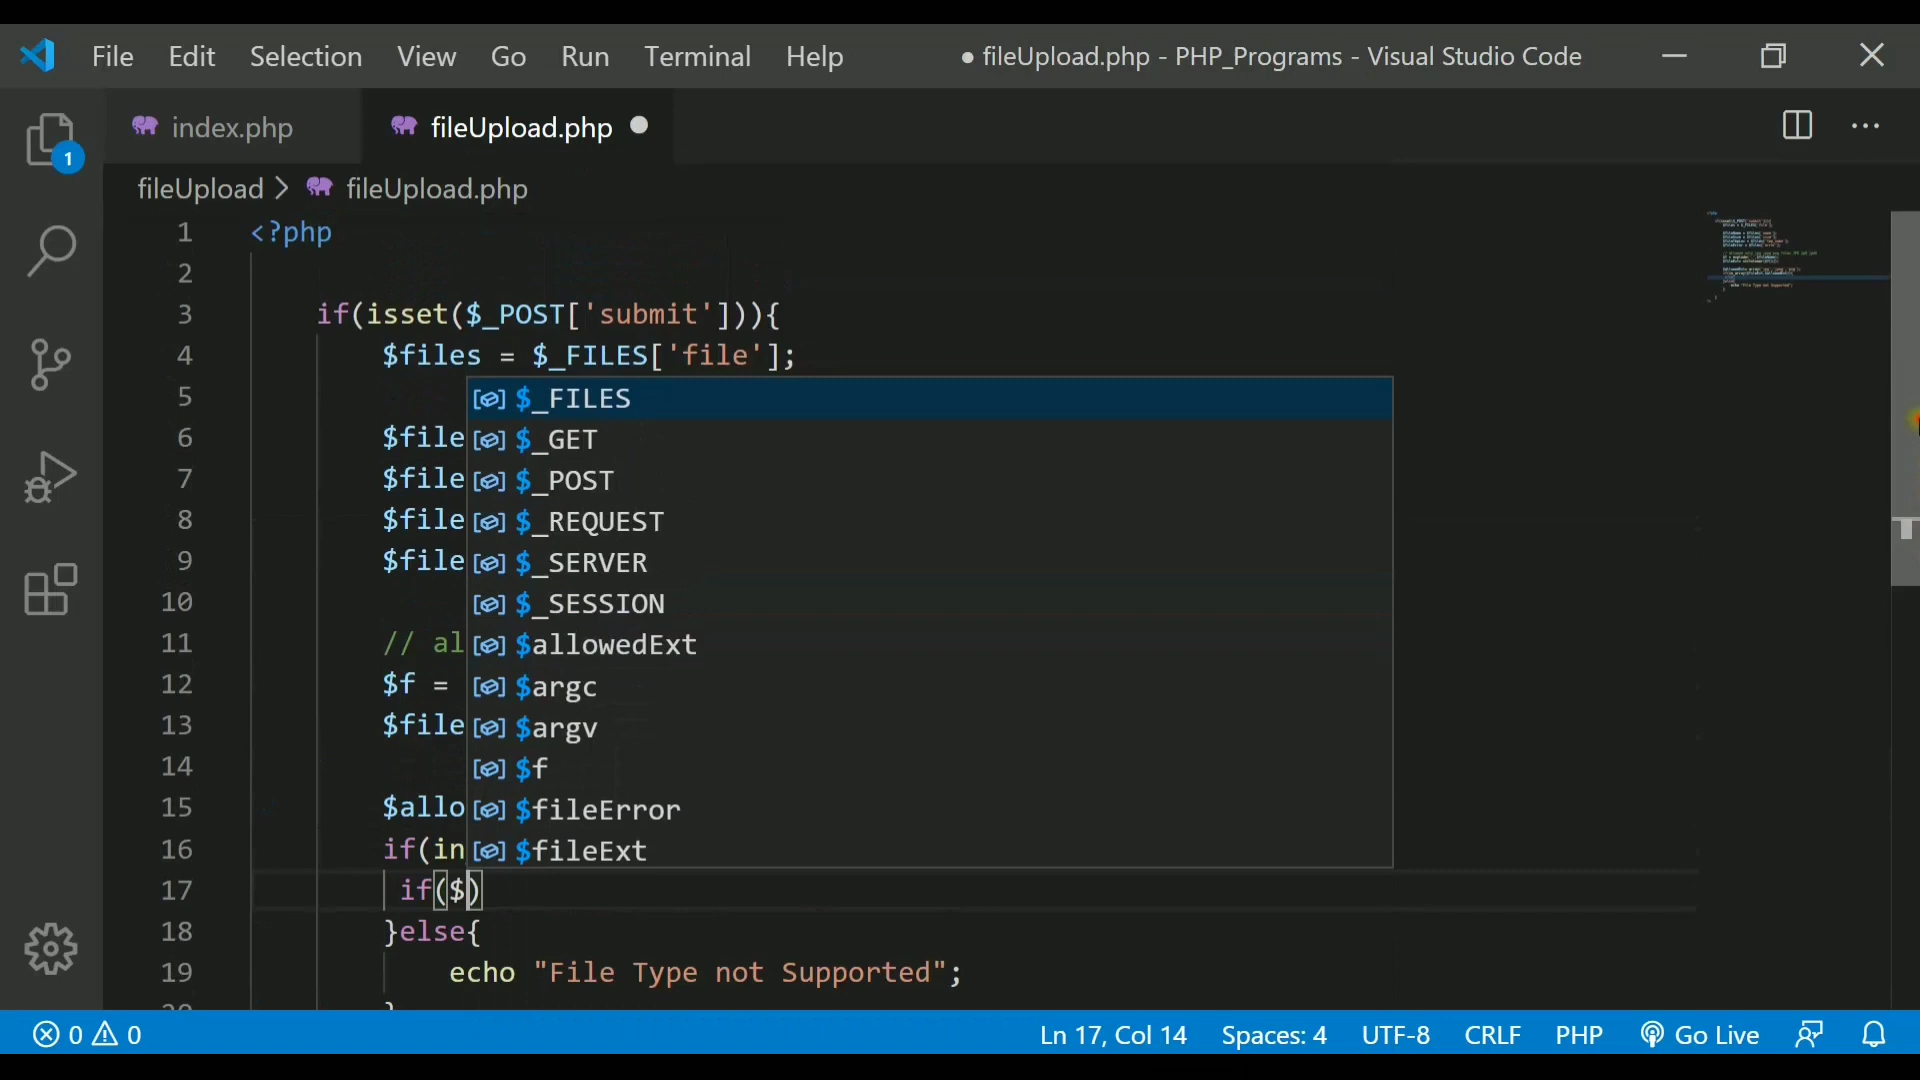 File Edit Selection View Go Run Terminal Help ● fileUpload.php - PHP_Programs - Visual Studio Code
index.php fileUpload.php
1
fileUpload > fileUpload.php
1 <?php
2
3 if(isset($_POST['submit'])){
4 $files = $_FILES['file'];
5 $_FILES
6 $file $_GET
7 $file $_POST
8 $file $_REQUEST
9 $file $_SERVER
10 $_SESSION
11 // al $allowedExt
12 $f = $argc
13 $file $argv
14 $f
15 $allo $fileError
16 if(in $fileExt
17 if($)
18 }else{
19 echo "File Type not Supported";
0 0 Ln 17, Col 14 Spaces: 4 UTF-8 CRLF PHP Go Live